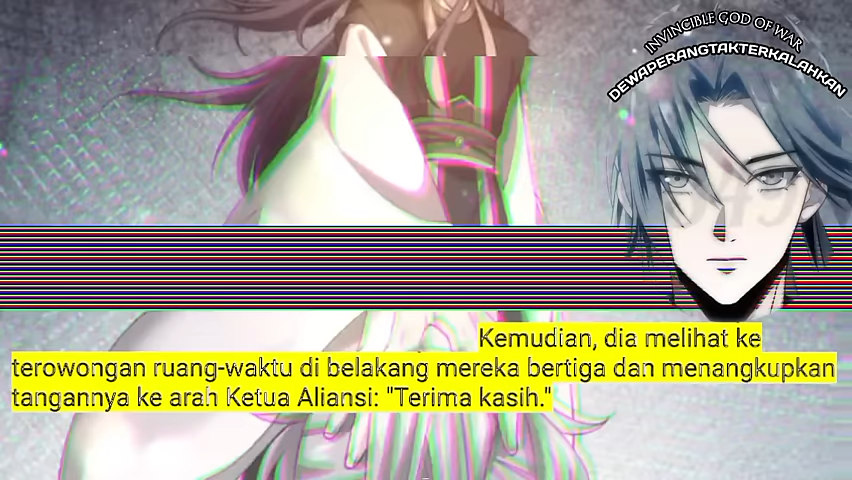 INVINCIBLE GOD OF WAR
DEWAPERANGTAKTERKALAHKAN
Kemudian, dia melihat ke
terowongan ruang-waktu di belakang mereka bertiga dan menangkupkan
tangannya ke arah Ketua Aliansi: "Terima kasih."